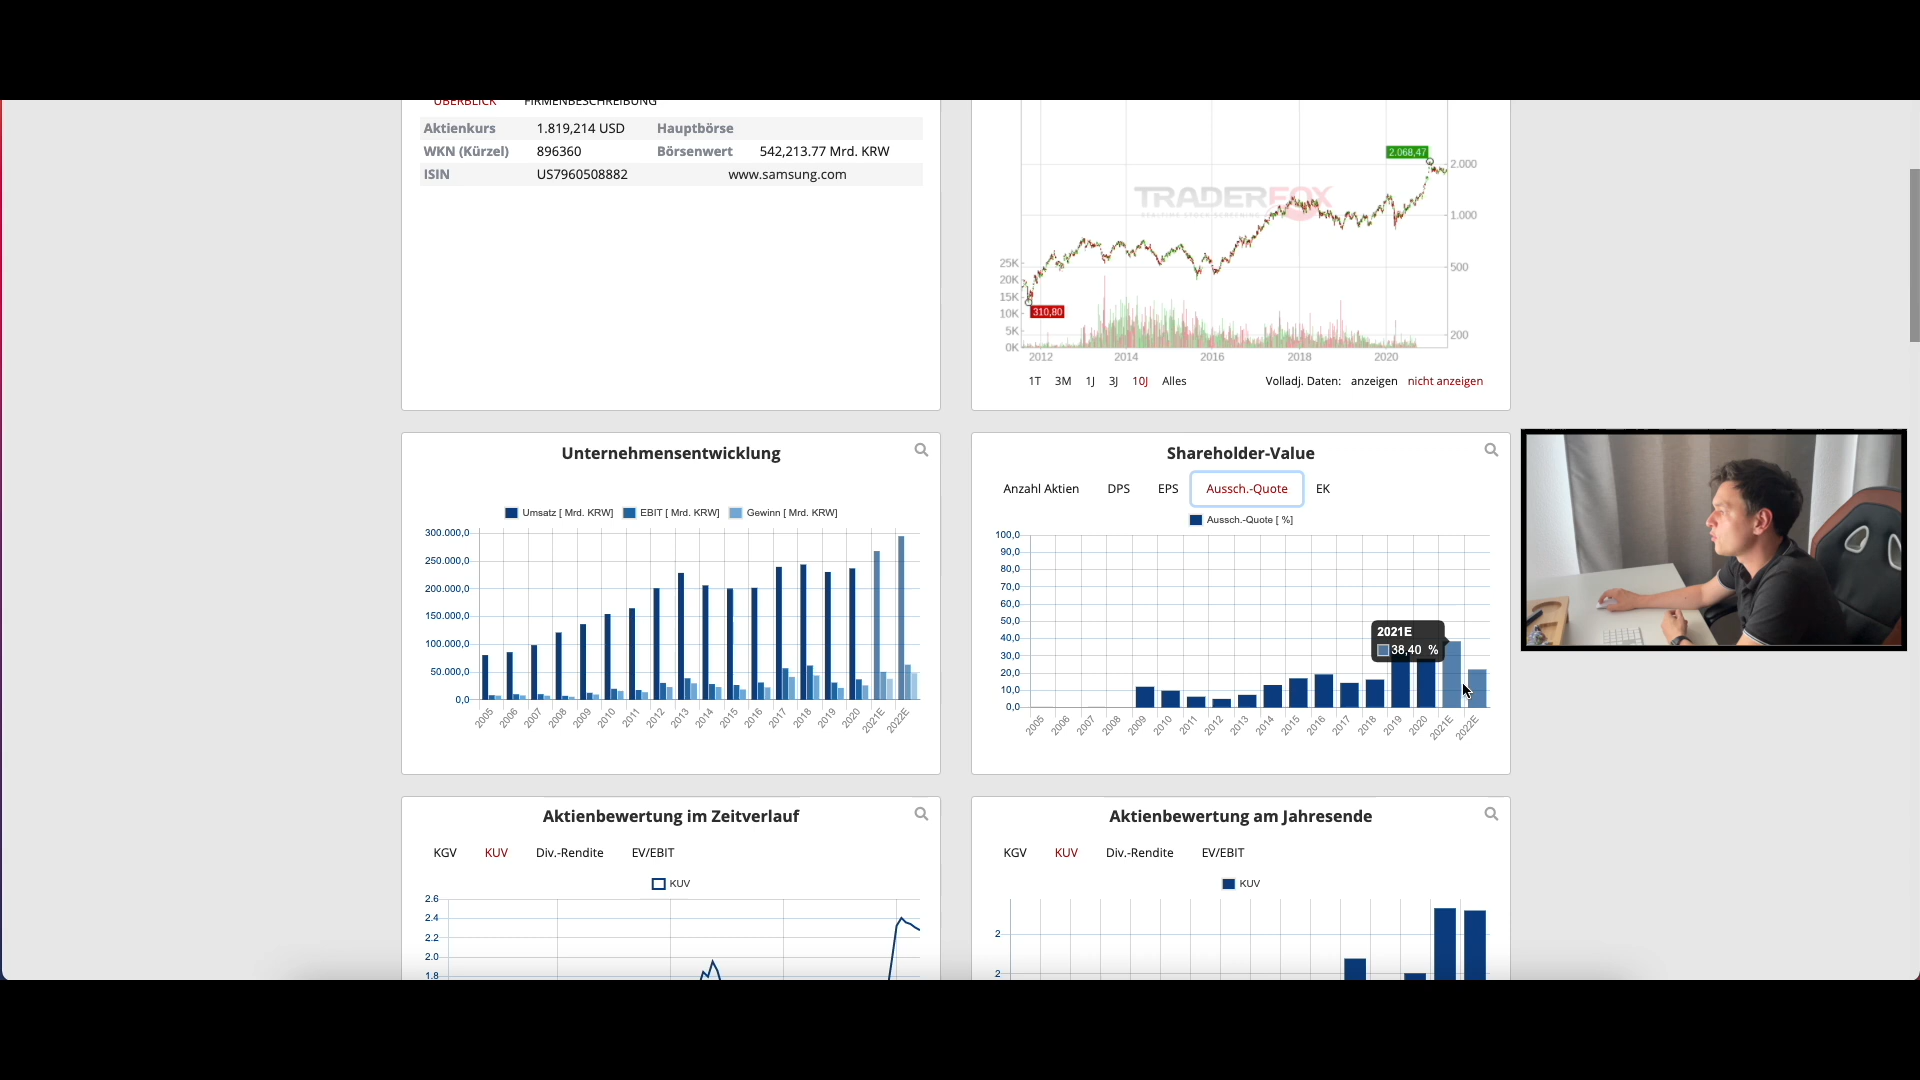 ÜBERBLICK FIRMENBESCHREIBUNG
Aktienkurs 1.819,214 USD Hauptbörse
WKN (Kürzel) 896360 Börsenwert 542,213.77 Mrd. KRW
ISIN US7960508882 www.samsung.com
2.068,47
TRADERFOX
2.000
1.000
500
200
25K
20K
15K
10K
5K
0K
310,80
2012 2014 2016 2018 2020
1T 3M 1J 3J 10J Alles Volladj. Daten: anzeigen nicht anzeigen
Unternehmensentwicklung
Umsatz [ Mrd. KRW] EBIT [ Mrd. KRW] Gewinn [ Mrd. KRW]
300.000,0
250.000,0
200.000,0
150.000,0
100.000,0
50.000,0
0,0
2005 2006 2007 2008 2009 2010 2011 2012 2013 2014 2015 2016 2017 2018 2019 2020 2021E 2022E
Shareholder-Value
Anzahl Aktien DPS EPS Aussch.-Quote EK
Aussch.-Quote [ %]
100,0
90,0
80,0
70,0
60,0
50,0
40,0
30,0
20,0
10,0
0,0
2021E
38,40 %
2005 2006 2007 2008 2009 2010 2011 2012 2013 2014 2015 2016 2017 2018 2019 2020 2021E 2022E
Aktienbewertung im Zeitverlauf
KGV KUV Div.-Rendite EV/EBIT
KUV
2.6
2.4
2.2
2.0
1.8
Aktienbewertung am Jahresende
KGV KUV Div.-Rendite EV/EBIT
KUV
2
2